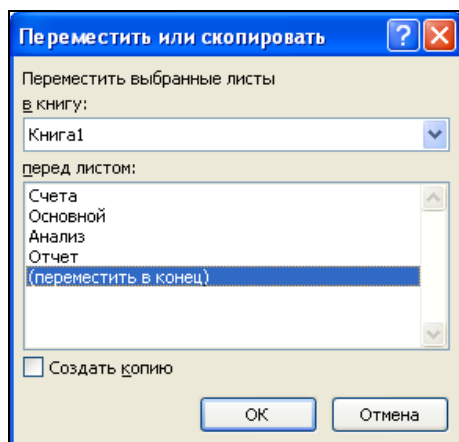 Переместить или скопировать
Переместить выбранные листы
в книгу:
Книга1
перед листом:
Счета
Основной
Анализ
Отчет
(переместить в конец)
Создать копию
ОК Отмена